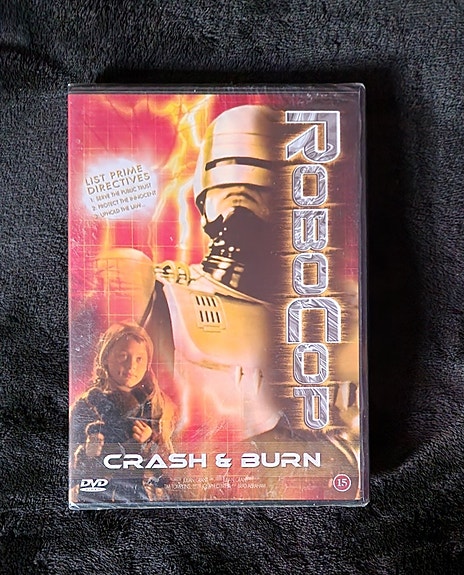 LIST PRIME
DIRECTIVES
1: SERVE THE PUBLIC TRUST
2: PROTECT THE INNOCENT
3: UPHOLD THE LAW...
ROBOCOP
CRASH & BURN
DVD
15